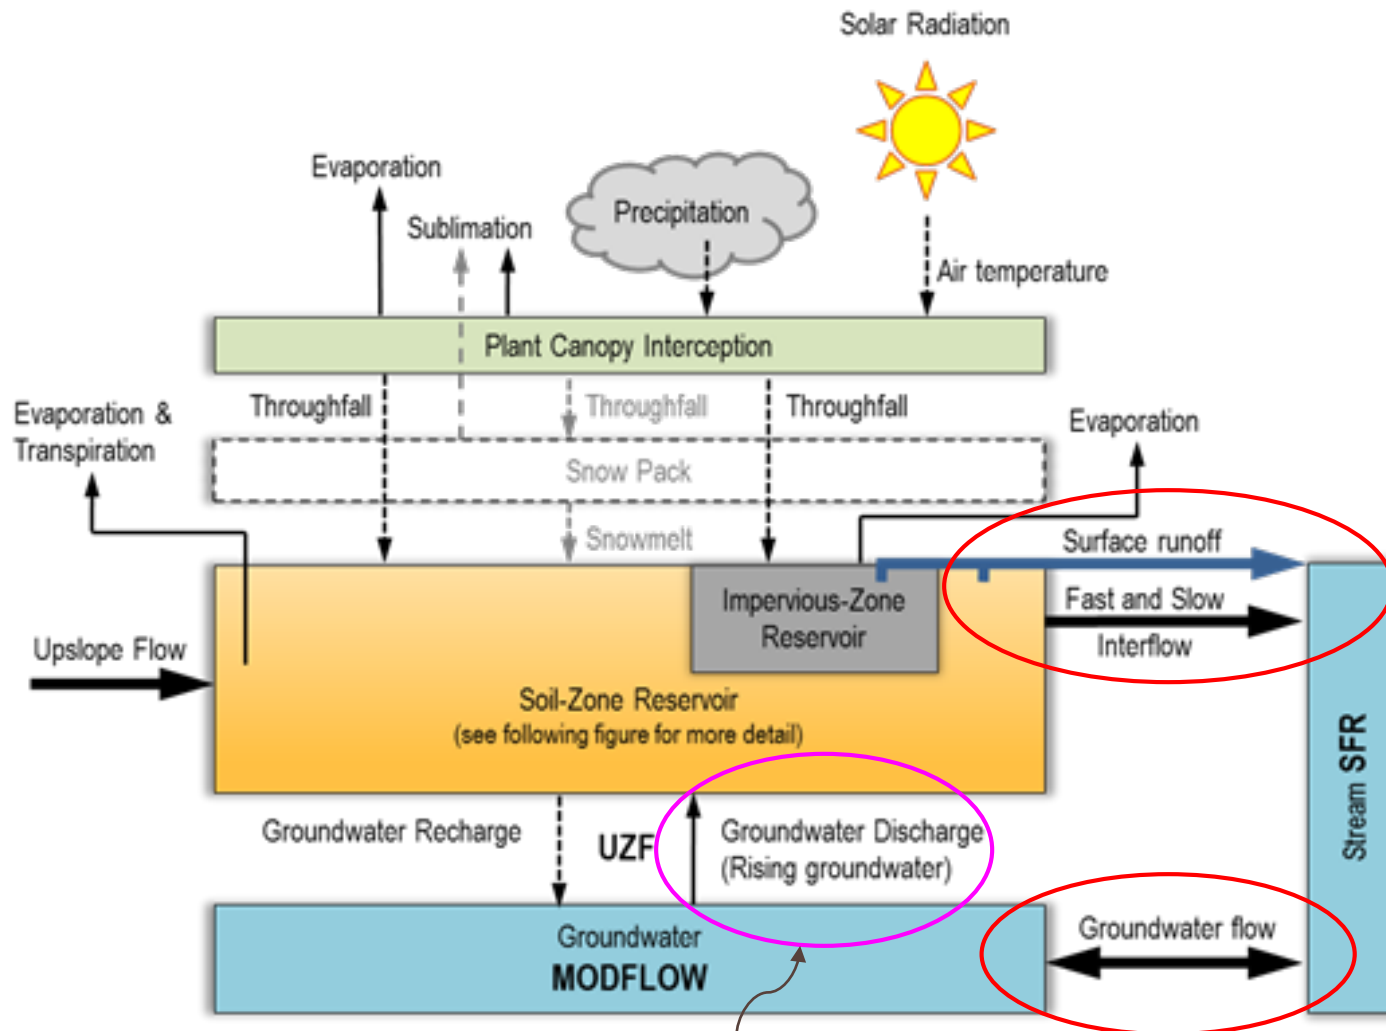 Solar Radiation
Evaporation
Sublimation
Precipitation
Air temperature
Plant Canopy Interception
Evaporation &
Transpiration
Throughfall
Throughfall
Throughfall
Evaporation
Snow Pack
Snowmelt
Surface runoff
Impervious-Zone
Reservoir
Fast and Slow
Interflow
Upslope Flow
Soil-Zone Reservoir
(see following figure for more detail)
Stream SFR
Groundwater Recharge
UZF
Groundwater Discharge
(Rising groundwater)
Groundwater
MODFLOW
Groundwater flow